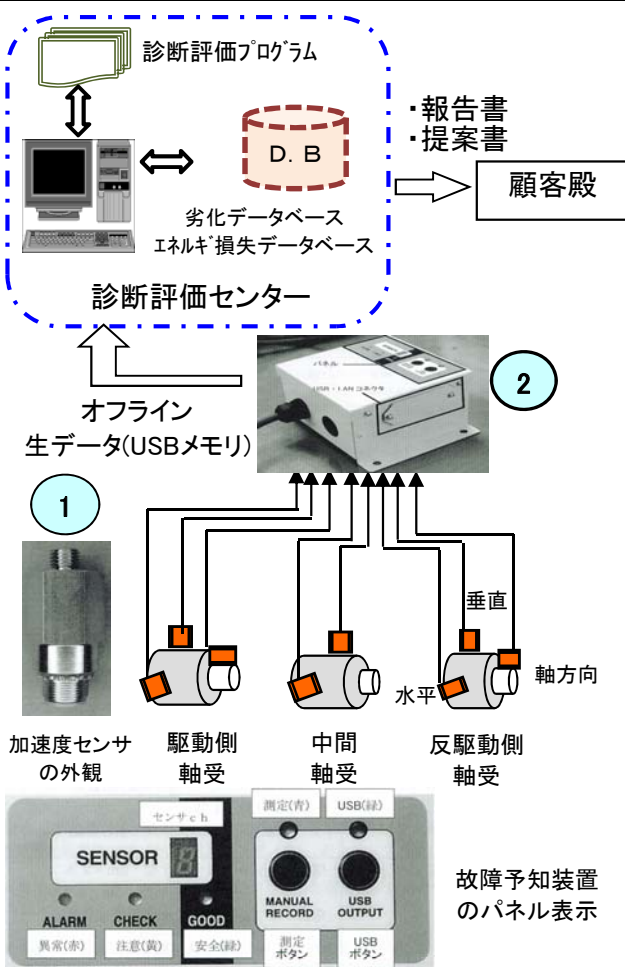 診断評価プログラム
D. B
劣化データベース
エネルギ損失データベース
診断評価センター
・報告書
・提案書
顧客殿
パネル
USB・LAN コネクタ
2
オフライン
生データ(USBメモリ)
1
垂直
水平
軸方向
加速度センサ
の外観
駆動側
軸受
中間
軸受
反駆動側
軸受
センサch
測定(青)
USB(緑)
SENSOR
8
ALARM
CHECK
GOOD
MANUAL
RECORD
USB
OUTPUT
異常(赤)
注意(黄)
安全(緑)
測定
ボタン
USB
ボタン
故障予知装置
のパネル表示